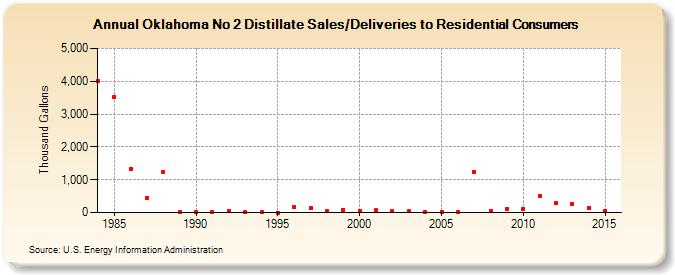 Annual Oklahoma No 2 Distillate Sales/Deliveries to Residential Consumers
Thousand Gallons
5,000
4,000
3,000
2,000
1,000
0
1985 1990 1995 2000 2005 2010 2015
Source: U.S. Energy Information Administration